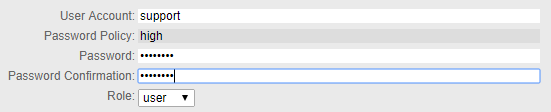 User Account: support
Password Policy: high
Password: ••••••••
Password Confirmation: ••••••••
Role: user